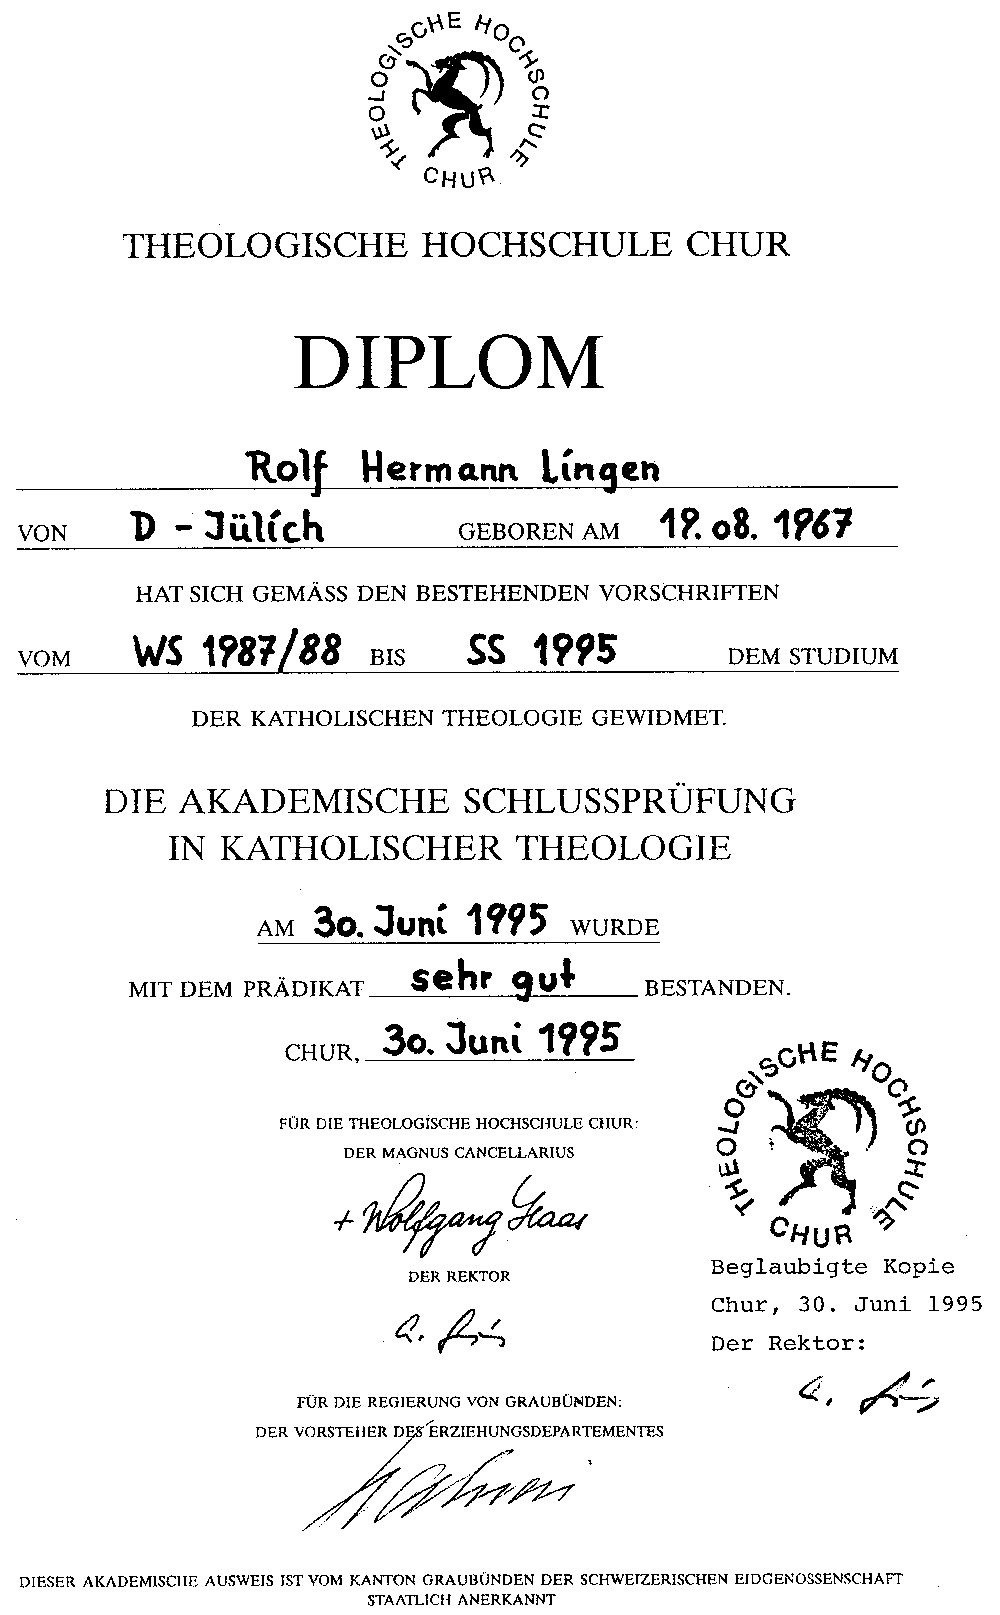 THEOLOGISCHE HOCHSCHULE
CHUR
THEOLOGISCHE HOCHSCHULE CHUR
DIPLOM
Rolf Hermann Lingen
VON D - Jülich GEBOREN AM 19.08.1967
HAT SICH GEMÄSS DEN BESTEHENDEN VORSCHRIFTEN
VOM WS 1987/88 BIS SS 1995 DEM STUDIUM
DER KATHOLISCHEN THEOLOGIE GEWIDMET.
DIE AKADEMISCHE SCHLUSSPRÜFUNG
IN KATHOLISCHER THEOLOGIE
AM 30. Juni 1995 WURDE
MIT DEM PRÄDIKAT sehr gut BESTANDEN.
CHUR, 30. Juni 1995
FÜR DIE THEOLOGISCHE HOCHSCHULE CHUR:
DER MAGNUS CANCELLARIUS
+ Wolfgang Haas
DER REKTOR
FÜR DIE REGIERUNG VON GRAUBÜNDEN:
DER VORSTEHER DES ERZIEHUNGSDEPARTEMENTES
THEOLOGISCHE HOCHSCHULE
CHUR
Beglaubigte Kopie
Chur, 30. Juni 1995
Der Rektor:
DIESER AKADEMISCHE AUSWEIS IST VOM KANTON GRAUBÜNDEN DER SCHWEIZERISCHEN EIDGENOSSENSCHAFT
STAATLICH ANERKANNT